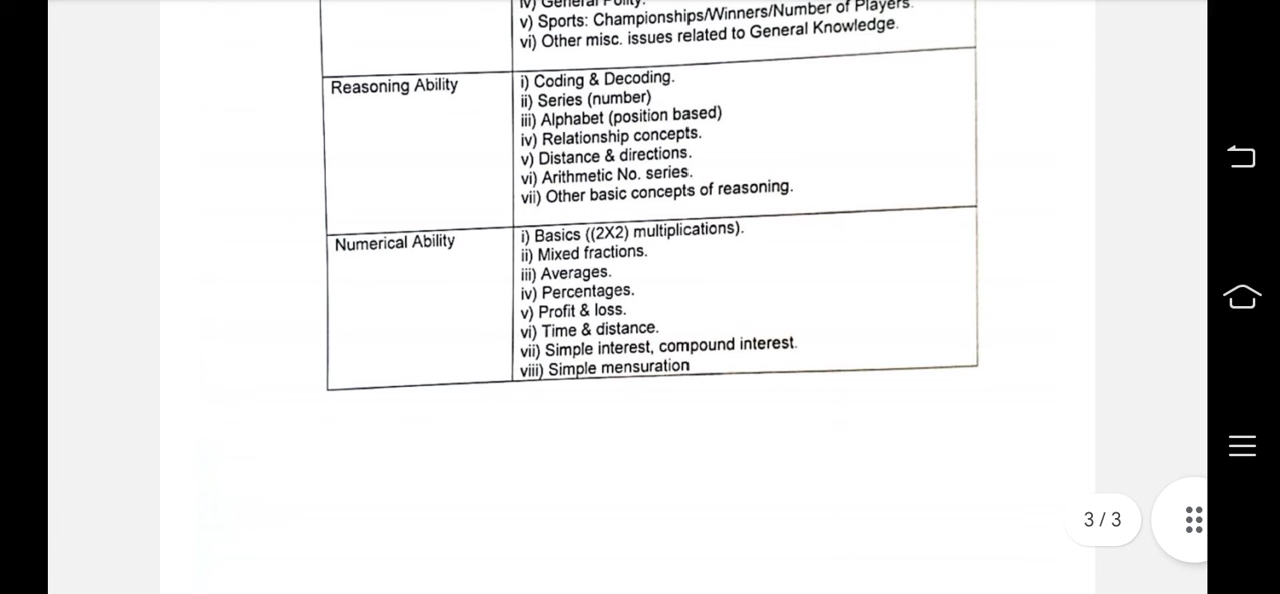 iv) General Polity.
v) Sports: Championships/Winners/Number of Players.
vi) Other misc. issues related to General Knowledge.
Reasoning Ability
i) Coding & Decoding.
ii) Series (number)
iii) Alphabet (position based)
iv) Relationship concepts.
v) Distance & directions.
vi) Arithmetic No. series.
vii) Other basic concepts of reasoning.
Numerical Ability
i) Basics ((2X2) multiplications).
ii) Mixed fractions.
iii) Averages.
iv) Percentages.
v) Profit & loss.
vi) Time & distance.
vii) Simple interest, compound interest.
viii) Simple mensuration
3 / 3